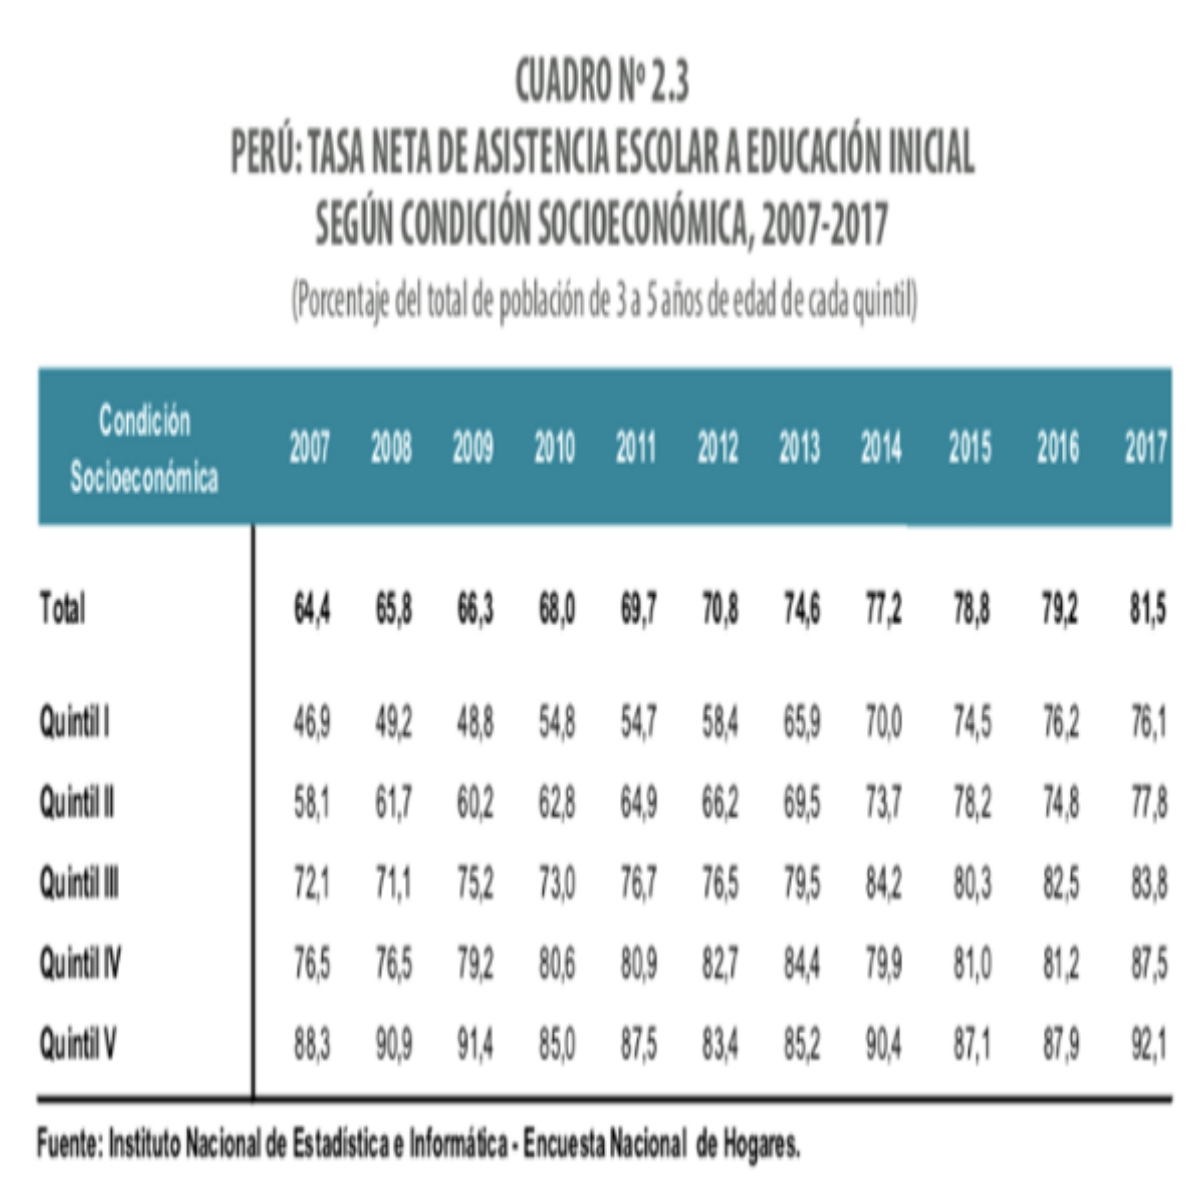 CUADRO Nº 2.3
PERÚ: TASA NETA DE ASISTENCIA ESCOLAR A EDUCACIÓN INICIAL
SEGÚN CONDICIÓN SOCIOECONÓMICA, 2007-2017
(Porcentaje del total de población de 3 a 5 años de edad de cada quintil)
Condición
Socioeconómica 2007 2008 2009 2010 2011 2012 2013 2014 2015 2016 2017
Total 64,4 65,8 66,3 68,0 69,7 70,8 74,6 77,2 78,8 79,2 81,5
Quintil I 46,9 49,2 48,8 54,8 54,7 58,4 65,9 70,0 74,5 76,2 76,1
Quintil II 58,1 61,7 60,2 62,8 64,9 66,2 69,5 73,7 78,2 74,8 77,8
Quintil III 72,1 71,1 75,2 73,0 76,7 76,5 79,5 84,2 80,3 82,5 83,8
Quintil IV 76,5 76,5 79,2 80,6 80,9 82,7 84,4 79,9 81,0 81,2 87,5
Quintil V 88,3 90,9 91,4 85,0 87,5 83,4 85,2 90,4 87,1 87,9 92,1
Fuente: Instituto Nacional de Estadística e Informática - Encuesta Nacional de Hogares.